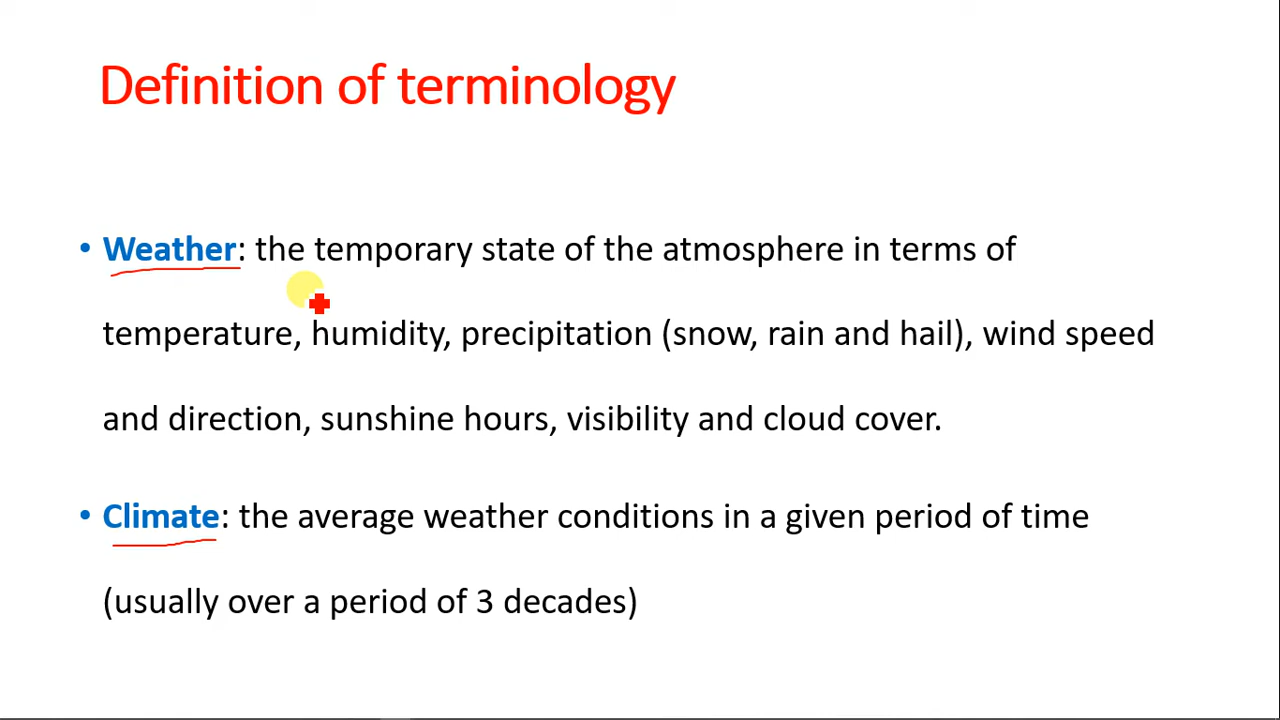 Definition of terminology
• Weather: the temporary state of the atmosphere in terms of
temperature, humidity, precipitation (snow, rain and hail), wind speed
and direction, sunshine hours, visibility and cloud cover.
• Climate: the average weather conditions in a given period of time
(usually over a period of 3 decades)